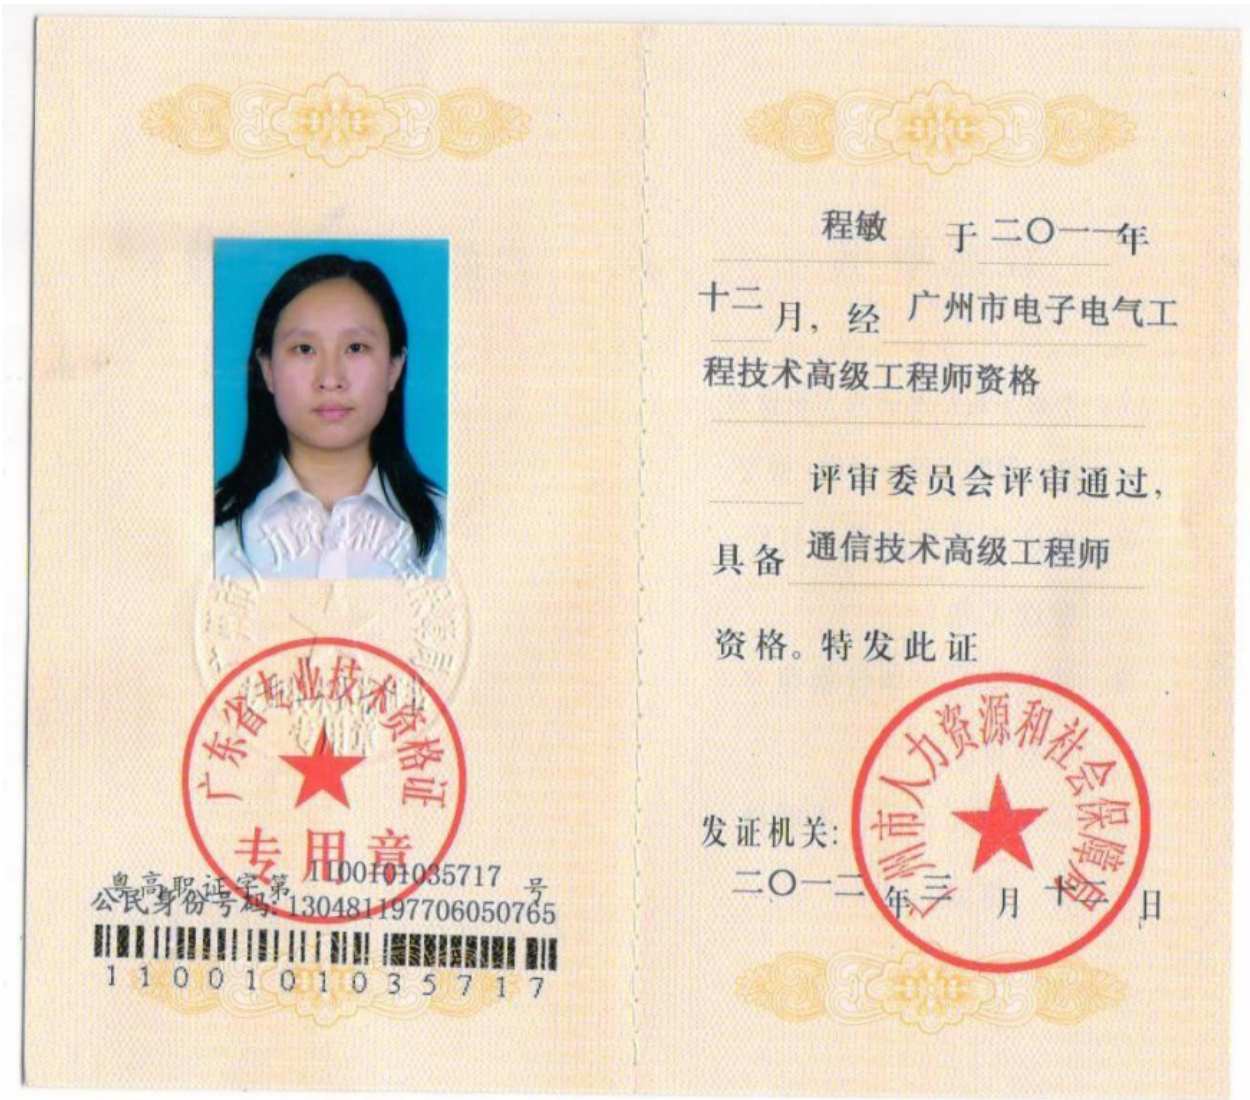 广东省专业技术资格证
专用章
粤高职证字第 1100101035717 号
公民身份号码:130481197706050765
1100101035717
程敏 于 二〇一一年
十二月, 经 广州市电子电气工
程技术高级工程师资格
评审委员会评审通过,
具备 通信技术高级工程师
资格。特发此证
广州市人力资源和社会保障局
发证机关:
二〇一二 年 三 月 十二 日